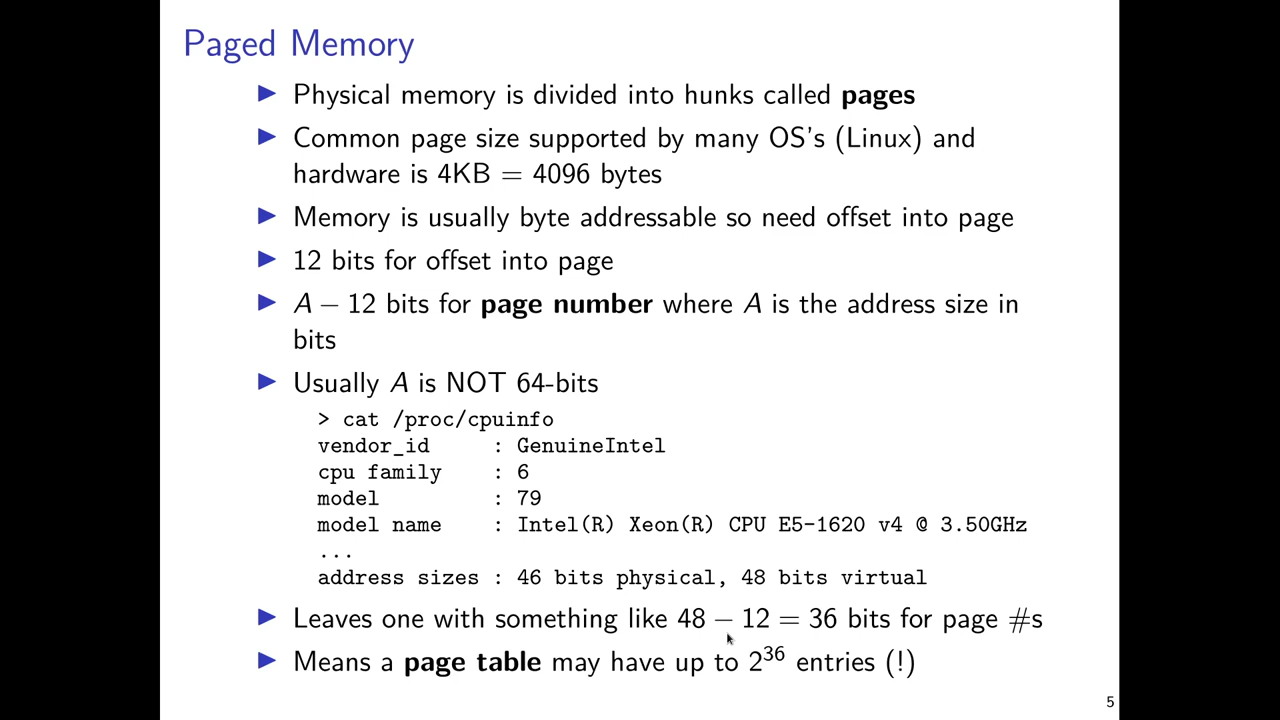 Paged Memory
▶ Physical memory is divided into hunks called pages
▶ Common page size supported by many OS's (Linux) and
hardware is 4KB = 4096 bytes
▶ Memory is usually byte addressable so need offset into page
▶ 12 bits for offset into page
▶ A − 12 bits for page number where A is the address size in
bits
▶ Usually A is NOT 64-bits
> cat /proc/cpuinfo
vendor_id : GenuineIntel
cpu family : 6
model : 79
model name : Intel(R) Xeon(R) CPU E5-1620 v4 @ 3.50GHz
...
address sizes : 46 bits physical, 48 bits virtual
▶ Leaves one with something like 48 − 12 = 36 bits for page #s
▶ Means a page table may have up to 2³⁶ entries (!)
5